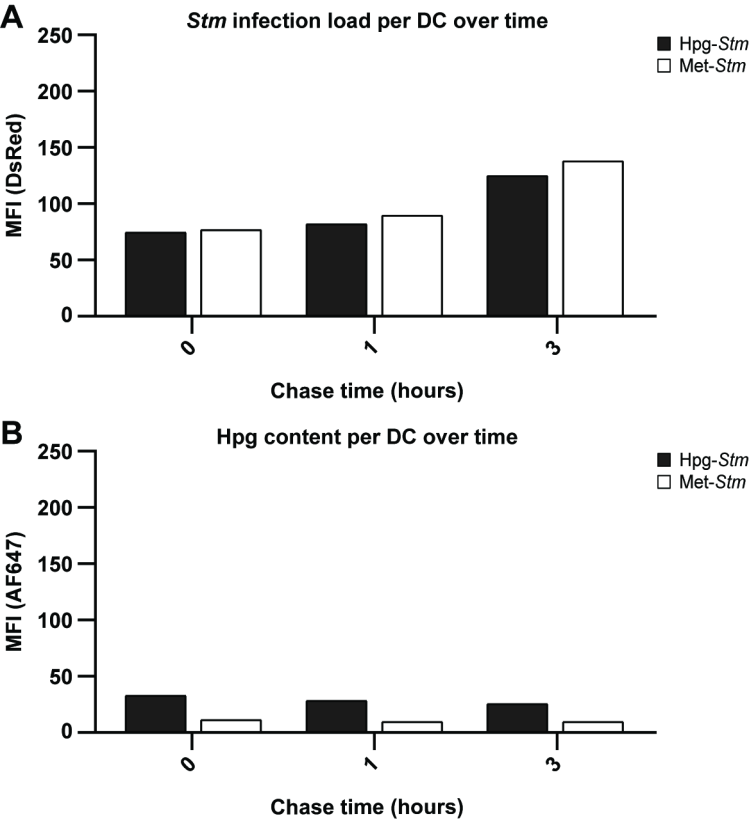 A
Stm infection load per DC over time
250
200
150
100
50
0
MFI (DsRed)
Hpg-Stm
Met-Stm
0
1
3
Chase time (hours)
B
Hpg content per DC over time
250
200
150
100
50
0
MFI (AF647)
Hpg-Stm
Met-Stm
0
1
3
Chase time (hours)